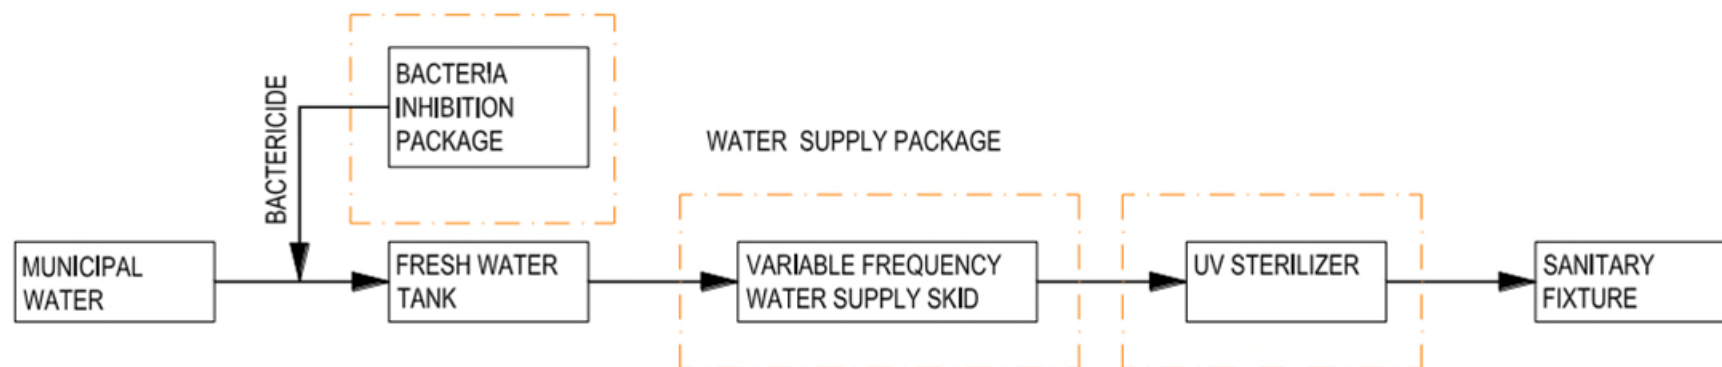 BACTERIA
INHIBITION
PACKAGE
BACTERICIDE
WATER SUPPLY PACKAGE
MUNICIPAL
WATER
FRESH WATER
TANK
VARIABLE FREQUENCY
WATER SUPPLY SKID
UV STERILIZER
SANITARY
FIXTURE